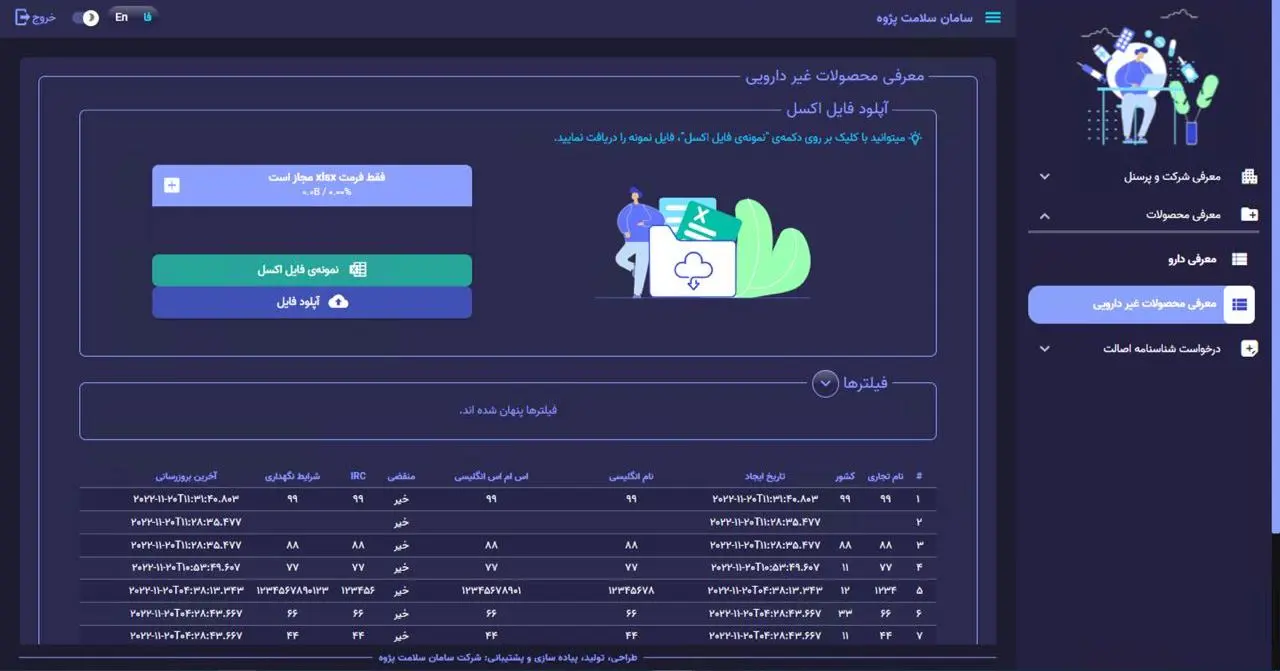 سامان سلامت پژوه
فا
En
خروج
معرفی شرکت و پرسنل
معرفی محصولات
معرفی دارو
معرفی محصولات غیر دارویی
درخواست شناسنامه اصالت
معرفی محصولات غیر دارویی
آپلود فایل اکسل
میتوانید با کلیک بر روی دکمه‌ی "نمونه‌ی فایل اکسل"، فایل نمونه را دریافت نمایید.
فقط فرمت xlsx مجاز است
۰.۰B / ۰.۰۰%
نمونه‌ی فایل اکسل
آپلود فایل
فیلترها
فیلترها پنهان شده اند.
# نام تجاری کشور تاریخ ایجاد نام انگلیسی اس ام اس انگلیسی منقضی IRC شرایط نگهداری آخرین بروزرسانی
۱ ۹۹ ۹۹ ۲۰۲۲-۱۱-۲۰T۱۱:۳۱:۴۰.۸۰۳ ۹۹ ۹۹ خیر ۹۹ ۹۹ ۲۰۲۲-۱۱-۲۰T۱۱:۳۱:۴۰.۸۰۳
۲ ۲۰۲۲-۱۱-۲۰T۱۱:۲۸:۳۵.۴۷۷ خیر ۲۰۲۲-۱۱-۲۰T۱۱:۲۸:۳۵.۴۷۷
۳ ۸۸ ۸۸ ۲۰۲۲-۱۱-۲۰T۱۱:۲۸:۳۵.۴۷۷ ۸۸ ۸۸ خیر ۸۸ ۸۸ ۲۰۲۲-۱۱-۲۰T۱۱:۲۸:۳۵.۴۷۷
۴ ۷۷ ۱۱ ۲۰۲۲-۱۱-۲۰T۱۰:۵۳:۴۹.۶۰۷ ۷۷ ۷۷ خیر ۷۷ ۷۷ ۲۰۲۲-۱۱-۲۰T۱۰:۵۳:۴۹.۶۰۷
۵ ۱۲۳۴ ۱۲ ۲۰۲۲-۱۱-۲۰T۰۴:۳۸:۱۳.۳۴۳ ۱۲۳۴۵۶۷۸ ۱۲۳۴۵۶۷۸۹۰۱ خیر ۱۲۳۴۵۶ ۱۲۳۴۵۶۷۸۹۰۱۲۳ ۲۰۲۲-۱۱-۲۰T۰۴:۳۸:۱۳.۳۴۳
۶ ۶۶ ۳۳ ۲۰۲۲-۱۱-۲۰T۰۴:۲۸:۴۳.۶۶۷ ۶۶ ۶۶ خیر ۶۶ ۶۶ ۲۰۲۲-۱۱-۲۰T۰۴:۲۸:۴۳.۶۶۷
۷ ۴۴ ۱۱ ۲۰۲۲-۱۱-۲۰T۰۴:۲۸:۴۳.۶۶۷ ۴۴ ۴۴ خیر ۴۴ ۴۴ ۲۰۲۲-۱۱-۲۰T۰۴:۲۸:۴۳.۶۶۷
طراحی، تولید، پیاده سازی و پشتیبانی: شرکت سامان سلامت پژوه